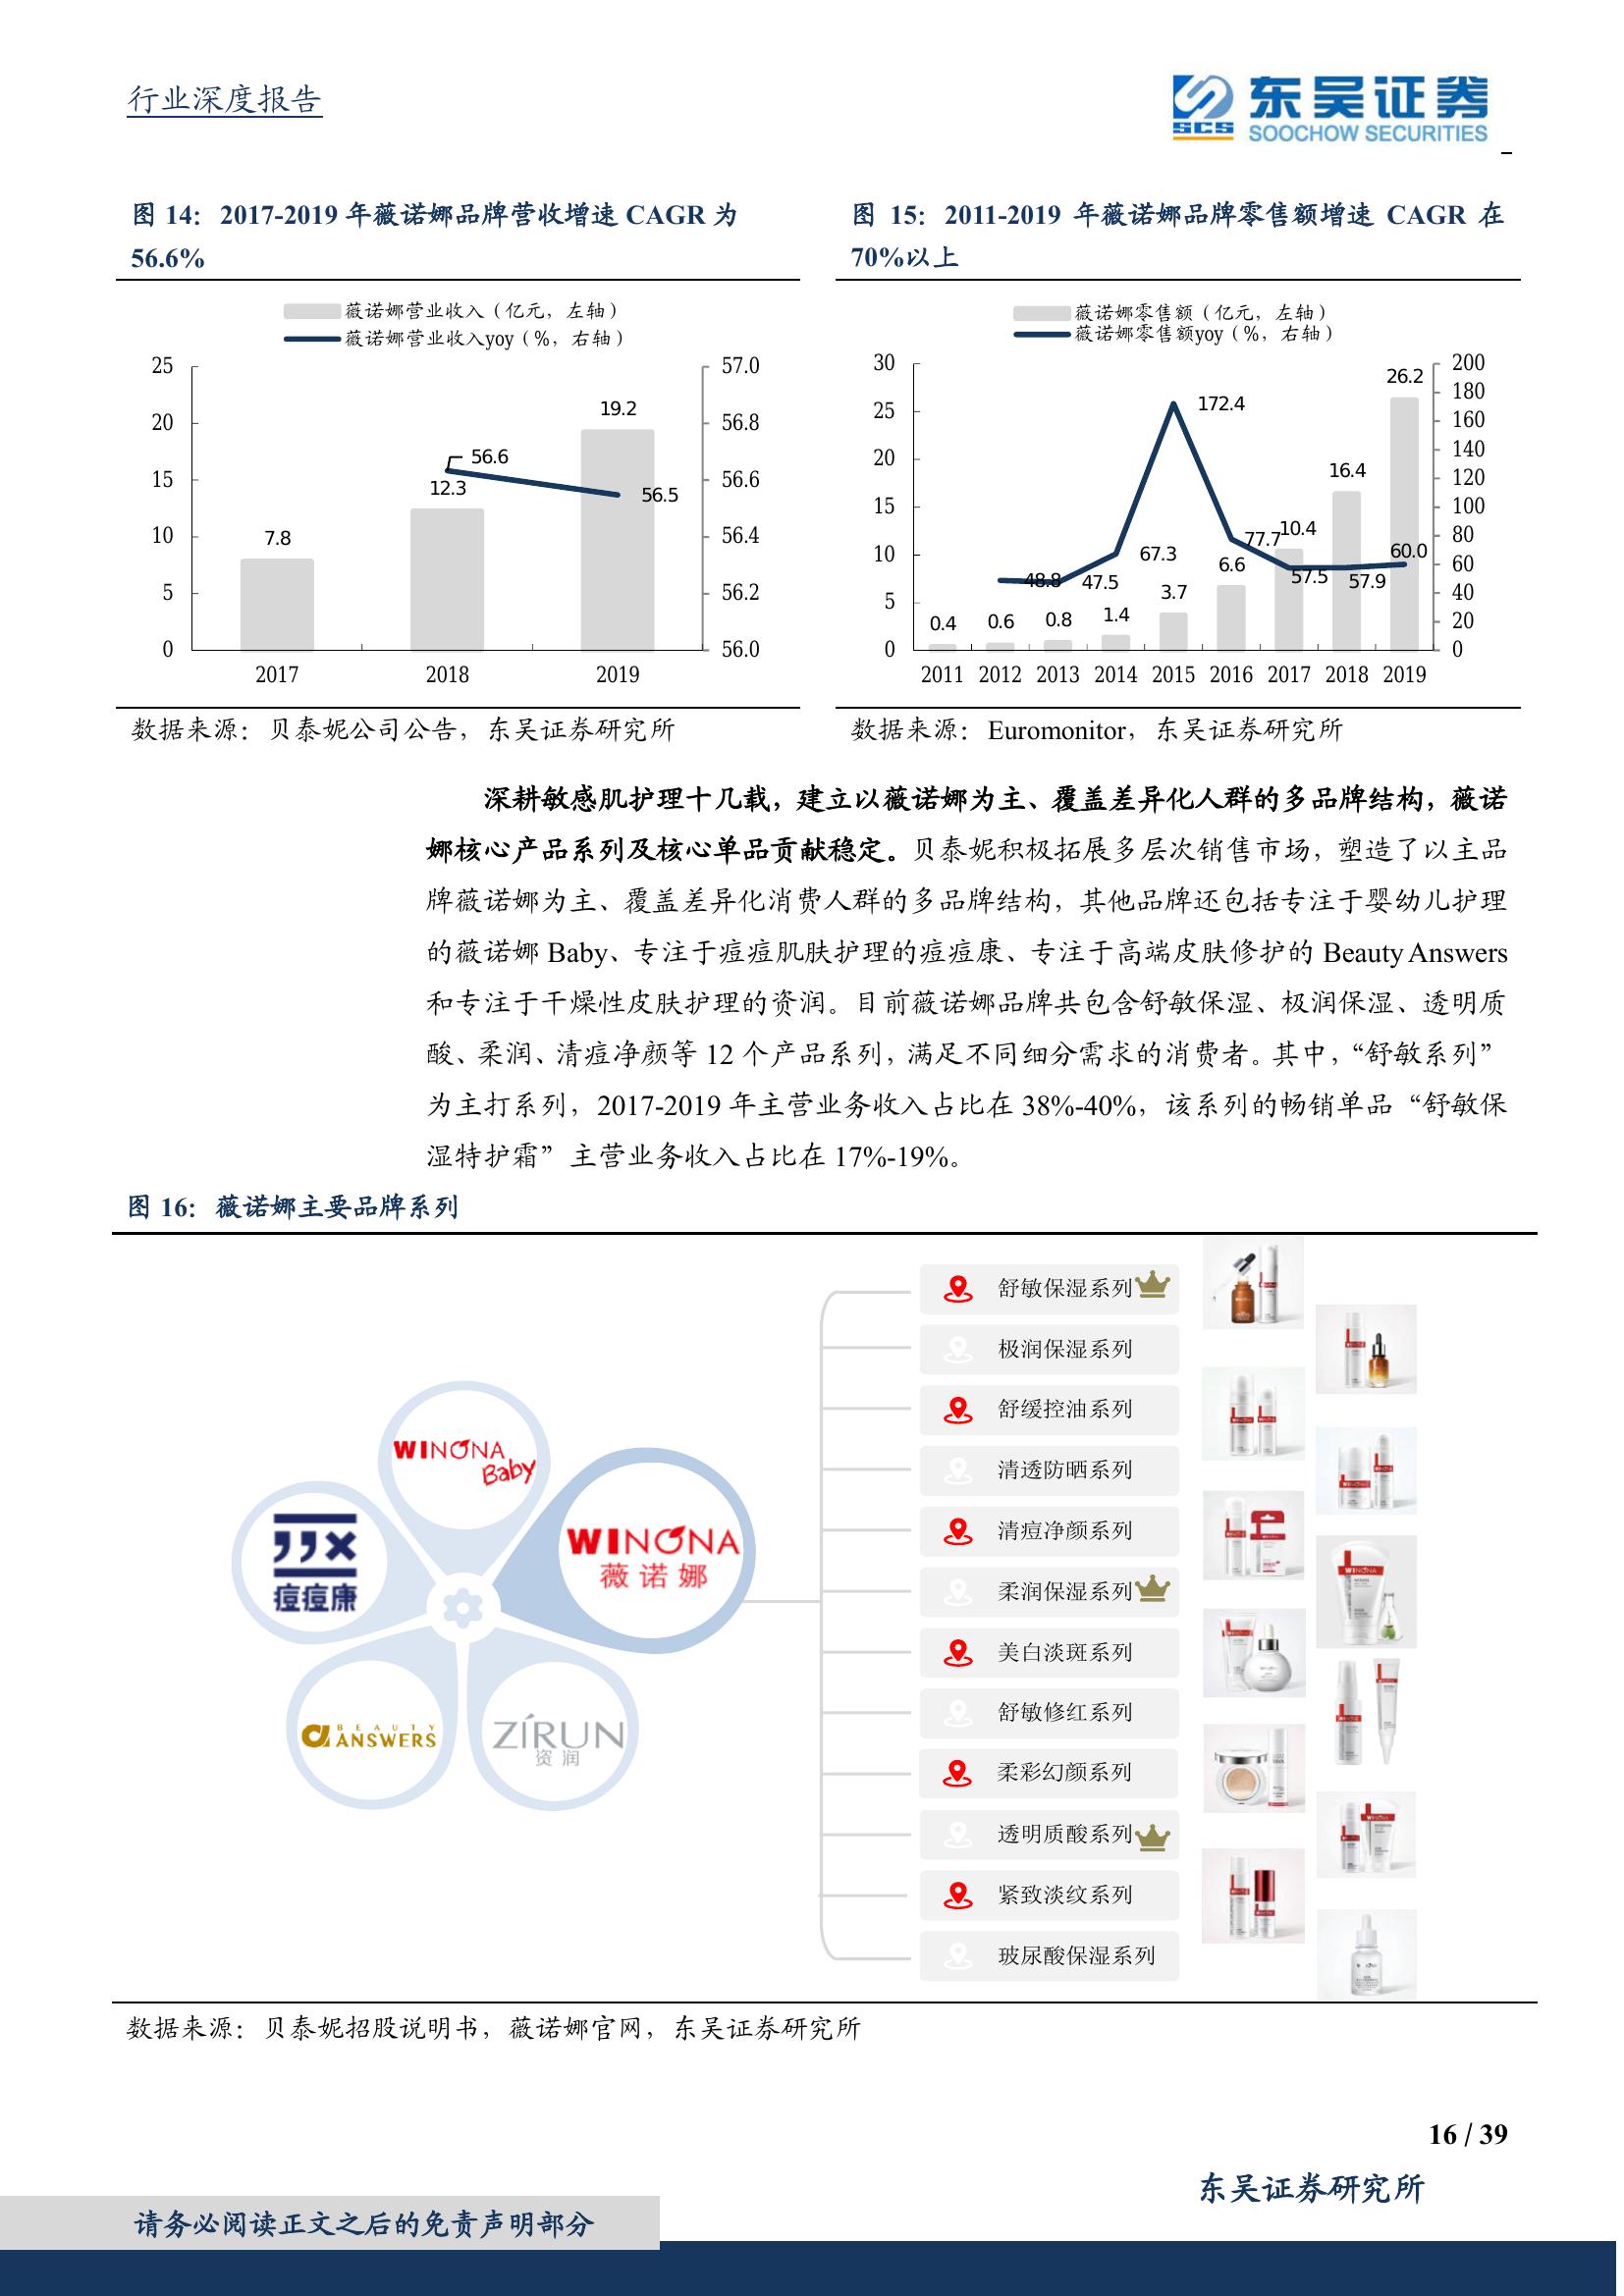 行业深度报告
东吴证券
SCS
SOOCHOW SECURITIES
图 14：2017-2019 年薇诺娜品牌营收增速 CAGR 为
56.6%
薇诺娜营业收入（亿元，左轴）
薇诺娜营业收入yoy（%，右轴）
25
20
15
10
5
0
57.0
56.8
56.6
56.4
56.2
56.0
7.8
12.3
19.2
56.6
56.5
2017
2018
2019
数据来源：贝泰妮公司公告，东吴证券研究所
图 15：2011-2019 年薇诺娜品牌零售额增速 CAGR 在
70%以上
薇诺娜零售额（亿元，左轴）
薇诺娜零售额yoy（%，右轴）
30
25
20
15
10
5
0
200
180
160
140
120
100
80
60
40
20
0
0.4
0.6
0.8
1.4
3.7
6.6
10.4
16.4
26.2
48.8
47.5
67.3
172.4
77.7
57.5
57.9
60.0
2011 2012 2013 2014 2015 2016 2017 2018 2019
数据来源：Euromonitor，东吴证券研究所
深耕敏感肌护理十几载，建立以薇诺娜为主、覆盖差异化人群的多品牌结构，薇诺
娜核心产品系列及核心单品贡献稳定。贝泰妮积极拓展多层次销售市场，塑造了以主品
牌薇诺娜为主、覆盖差异化消费人群的多品牌结构，其他品牌还包括专注于婴幼儿护理
的薇诺娜 Baby、专注于痘痘肌肤护理的痘痘康、专注于高端皮肤修护的 Beauty Answers
和专注于干燥性皮肤护理的资润。目前薇诺娜品牌共包含舒敏保湿、极润保湿、透明质
酸、柔润、清痘净颜等 12 个产品系列，满足不同细分需求的消费者。其中，“舒敏系列”
为主打系列，2017-2019 年主营业务收入占比在 38%-40%，该系列的畅销单品“舒敏保
湿特护霜”主营业务收入占比在 17%-19%。
图 16：薇诺娜主要品牌系列
WINONA
Baby
WINONA
薇诺娜
痘痘康
BEAUTY
ANSWERS
ZIRUN
资润
舒敏保湿系列
极润保湿系列
舒缓控油系列
清透防晒系列
清痘净颜系列
柔润保湿系列
美白淡斑系列
舒敏修红系列
柔彩幻颜系列
透明质酸系列
紧致淡纹系列
玻尿酸保湿系列
数据来源：贝泰妮招股说明书，薇诺娜官网，东吴证券研究所
16 / 39
东吴证券研究所
请务必阅读正文之后的免责声明部分